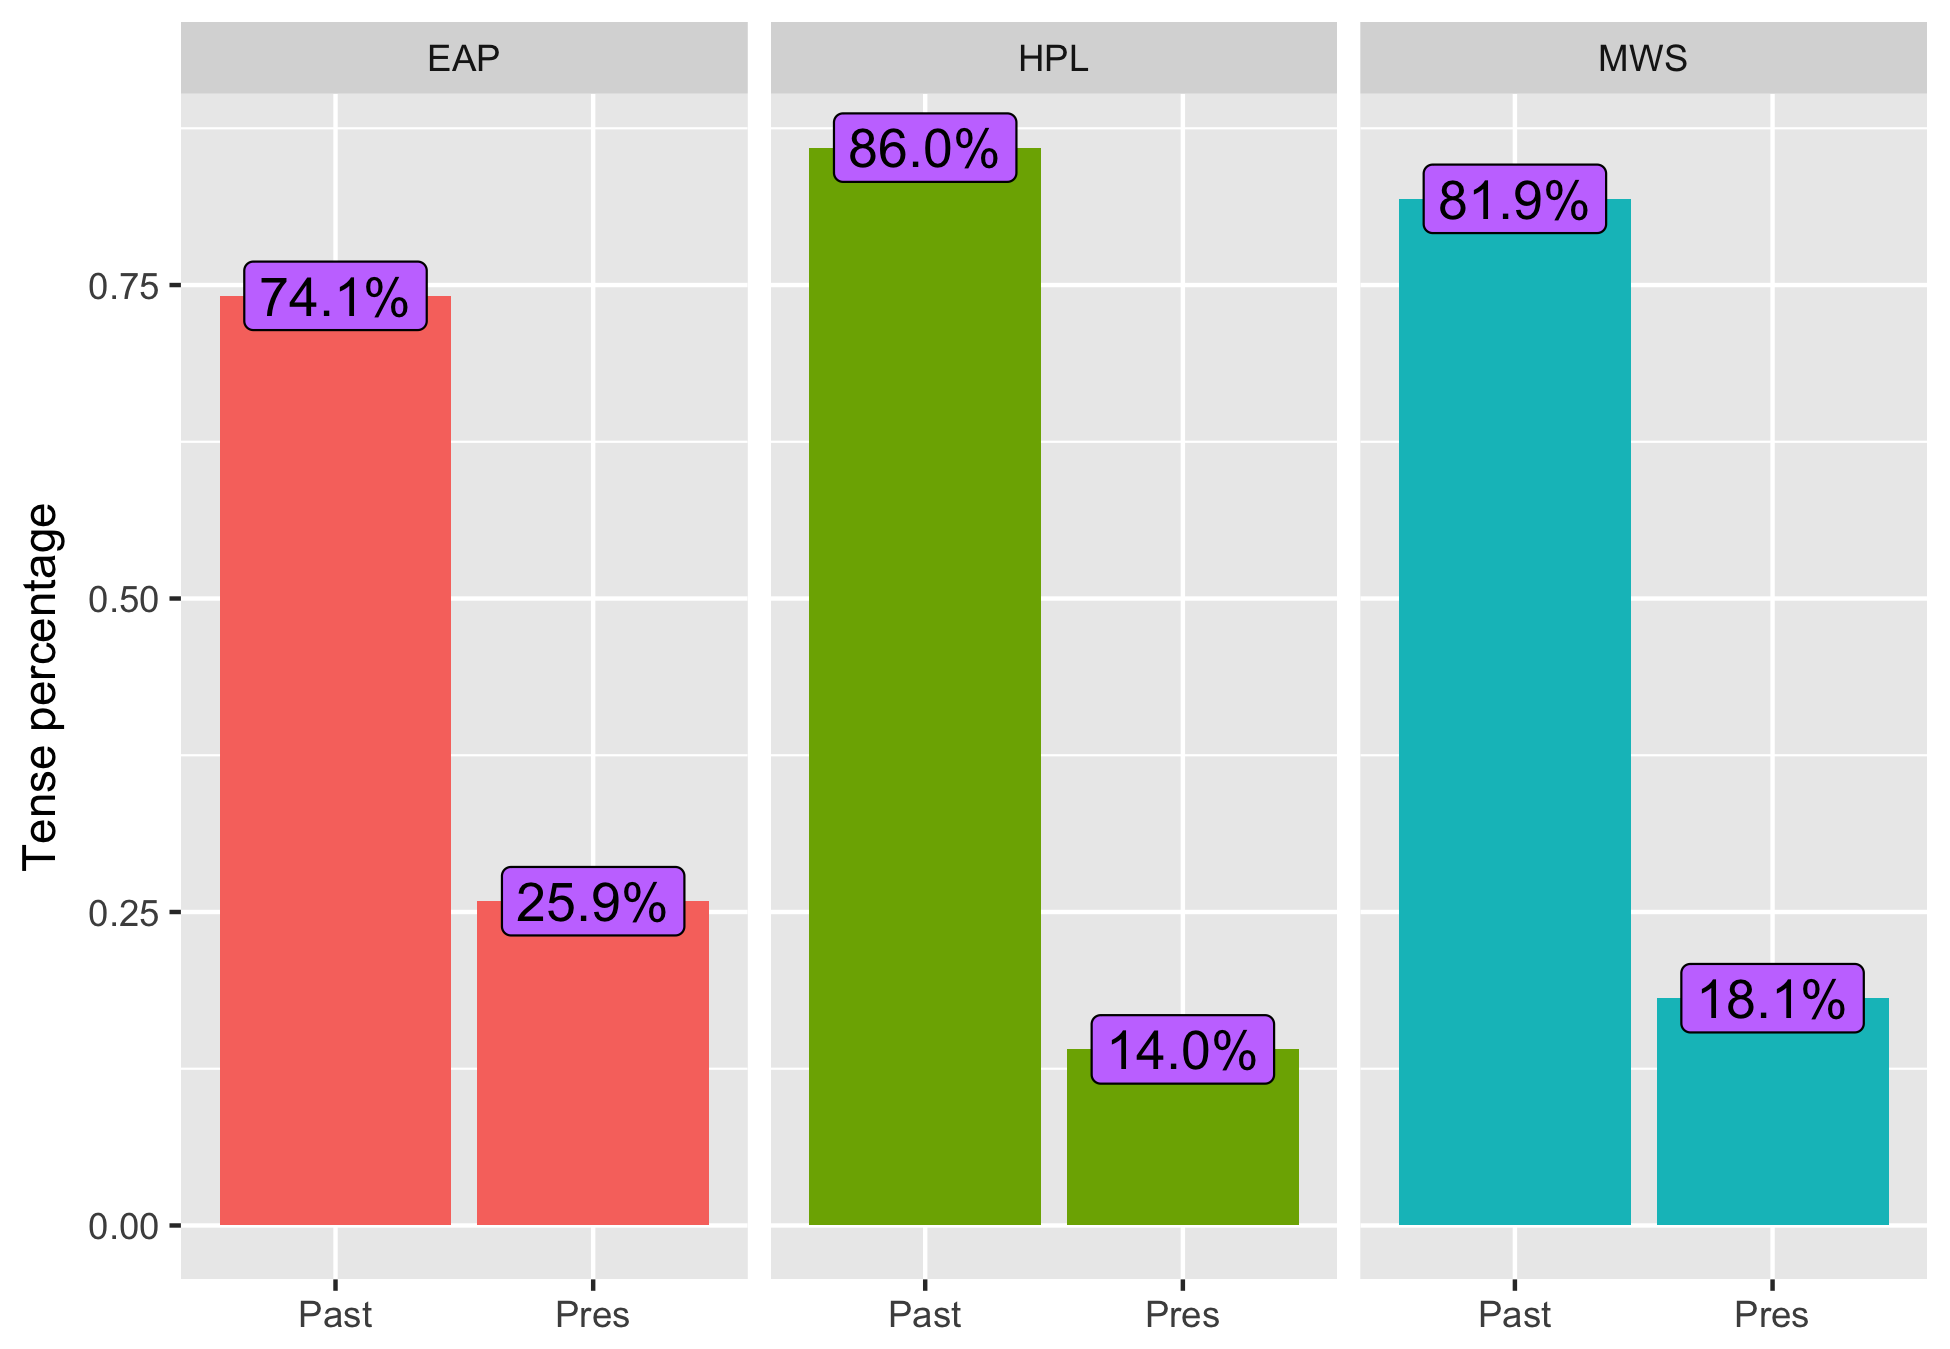 EAP
HPL
MWS
Tense percentage
0.75
0.50
0.25
0.00
74.1%
25.9%
86.0%
14.0%
81.9%
18.1%
Past
Pres
Past
Pres
Past
Pres